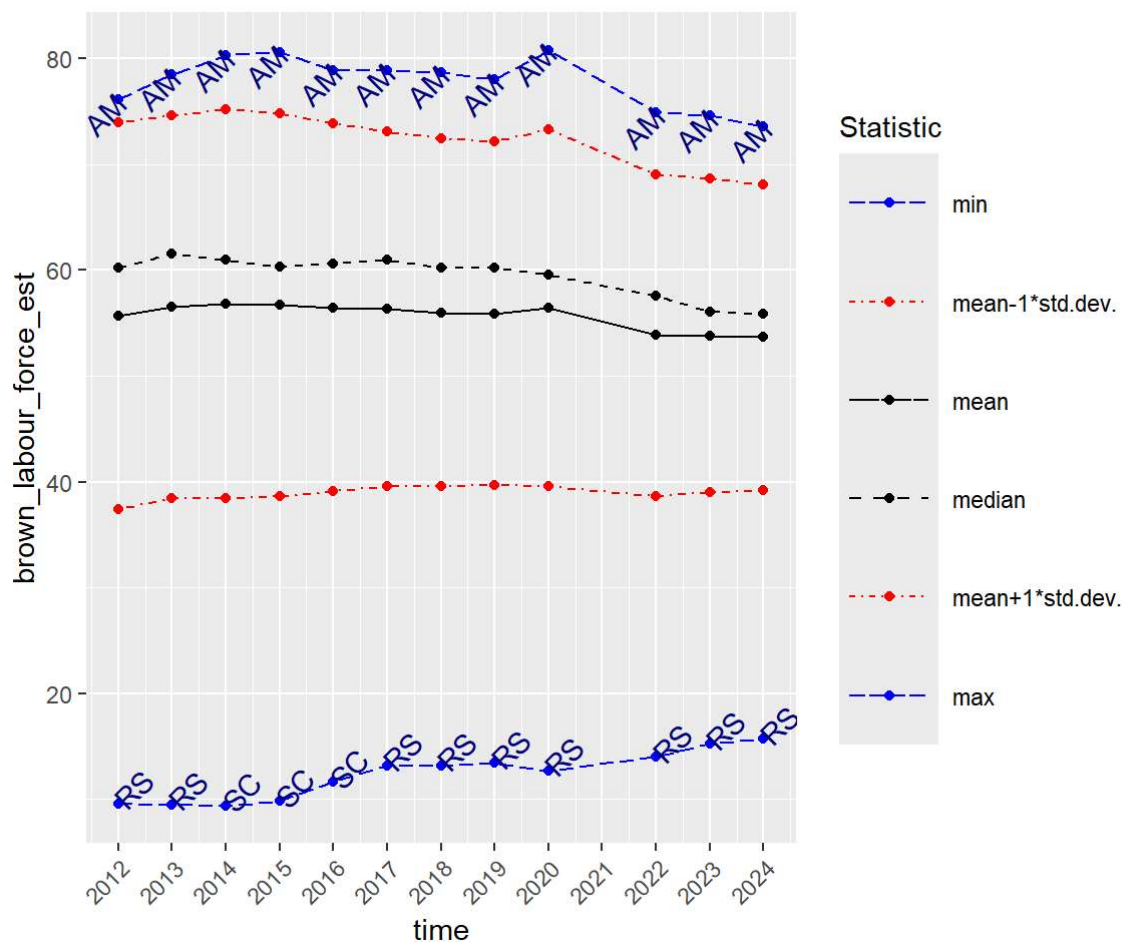 80
60
40
20
brown_labour_force_est
AM AM AM AM AM AM AM AM AM AM AM AM
RS RS SC SC SC RS RS RS RS RS RS RS
2012 2013 2014 2015 2016 2017 2018 2019 2020 2021 2022 2023 2024
time
Statistic
min
mean-1*std.dev.
mean
median
mean+1*std.dev.
max